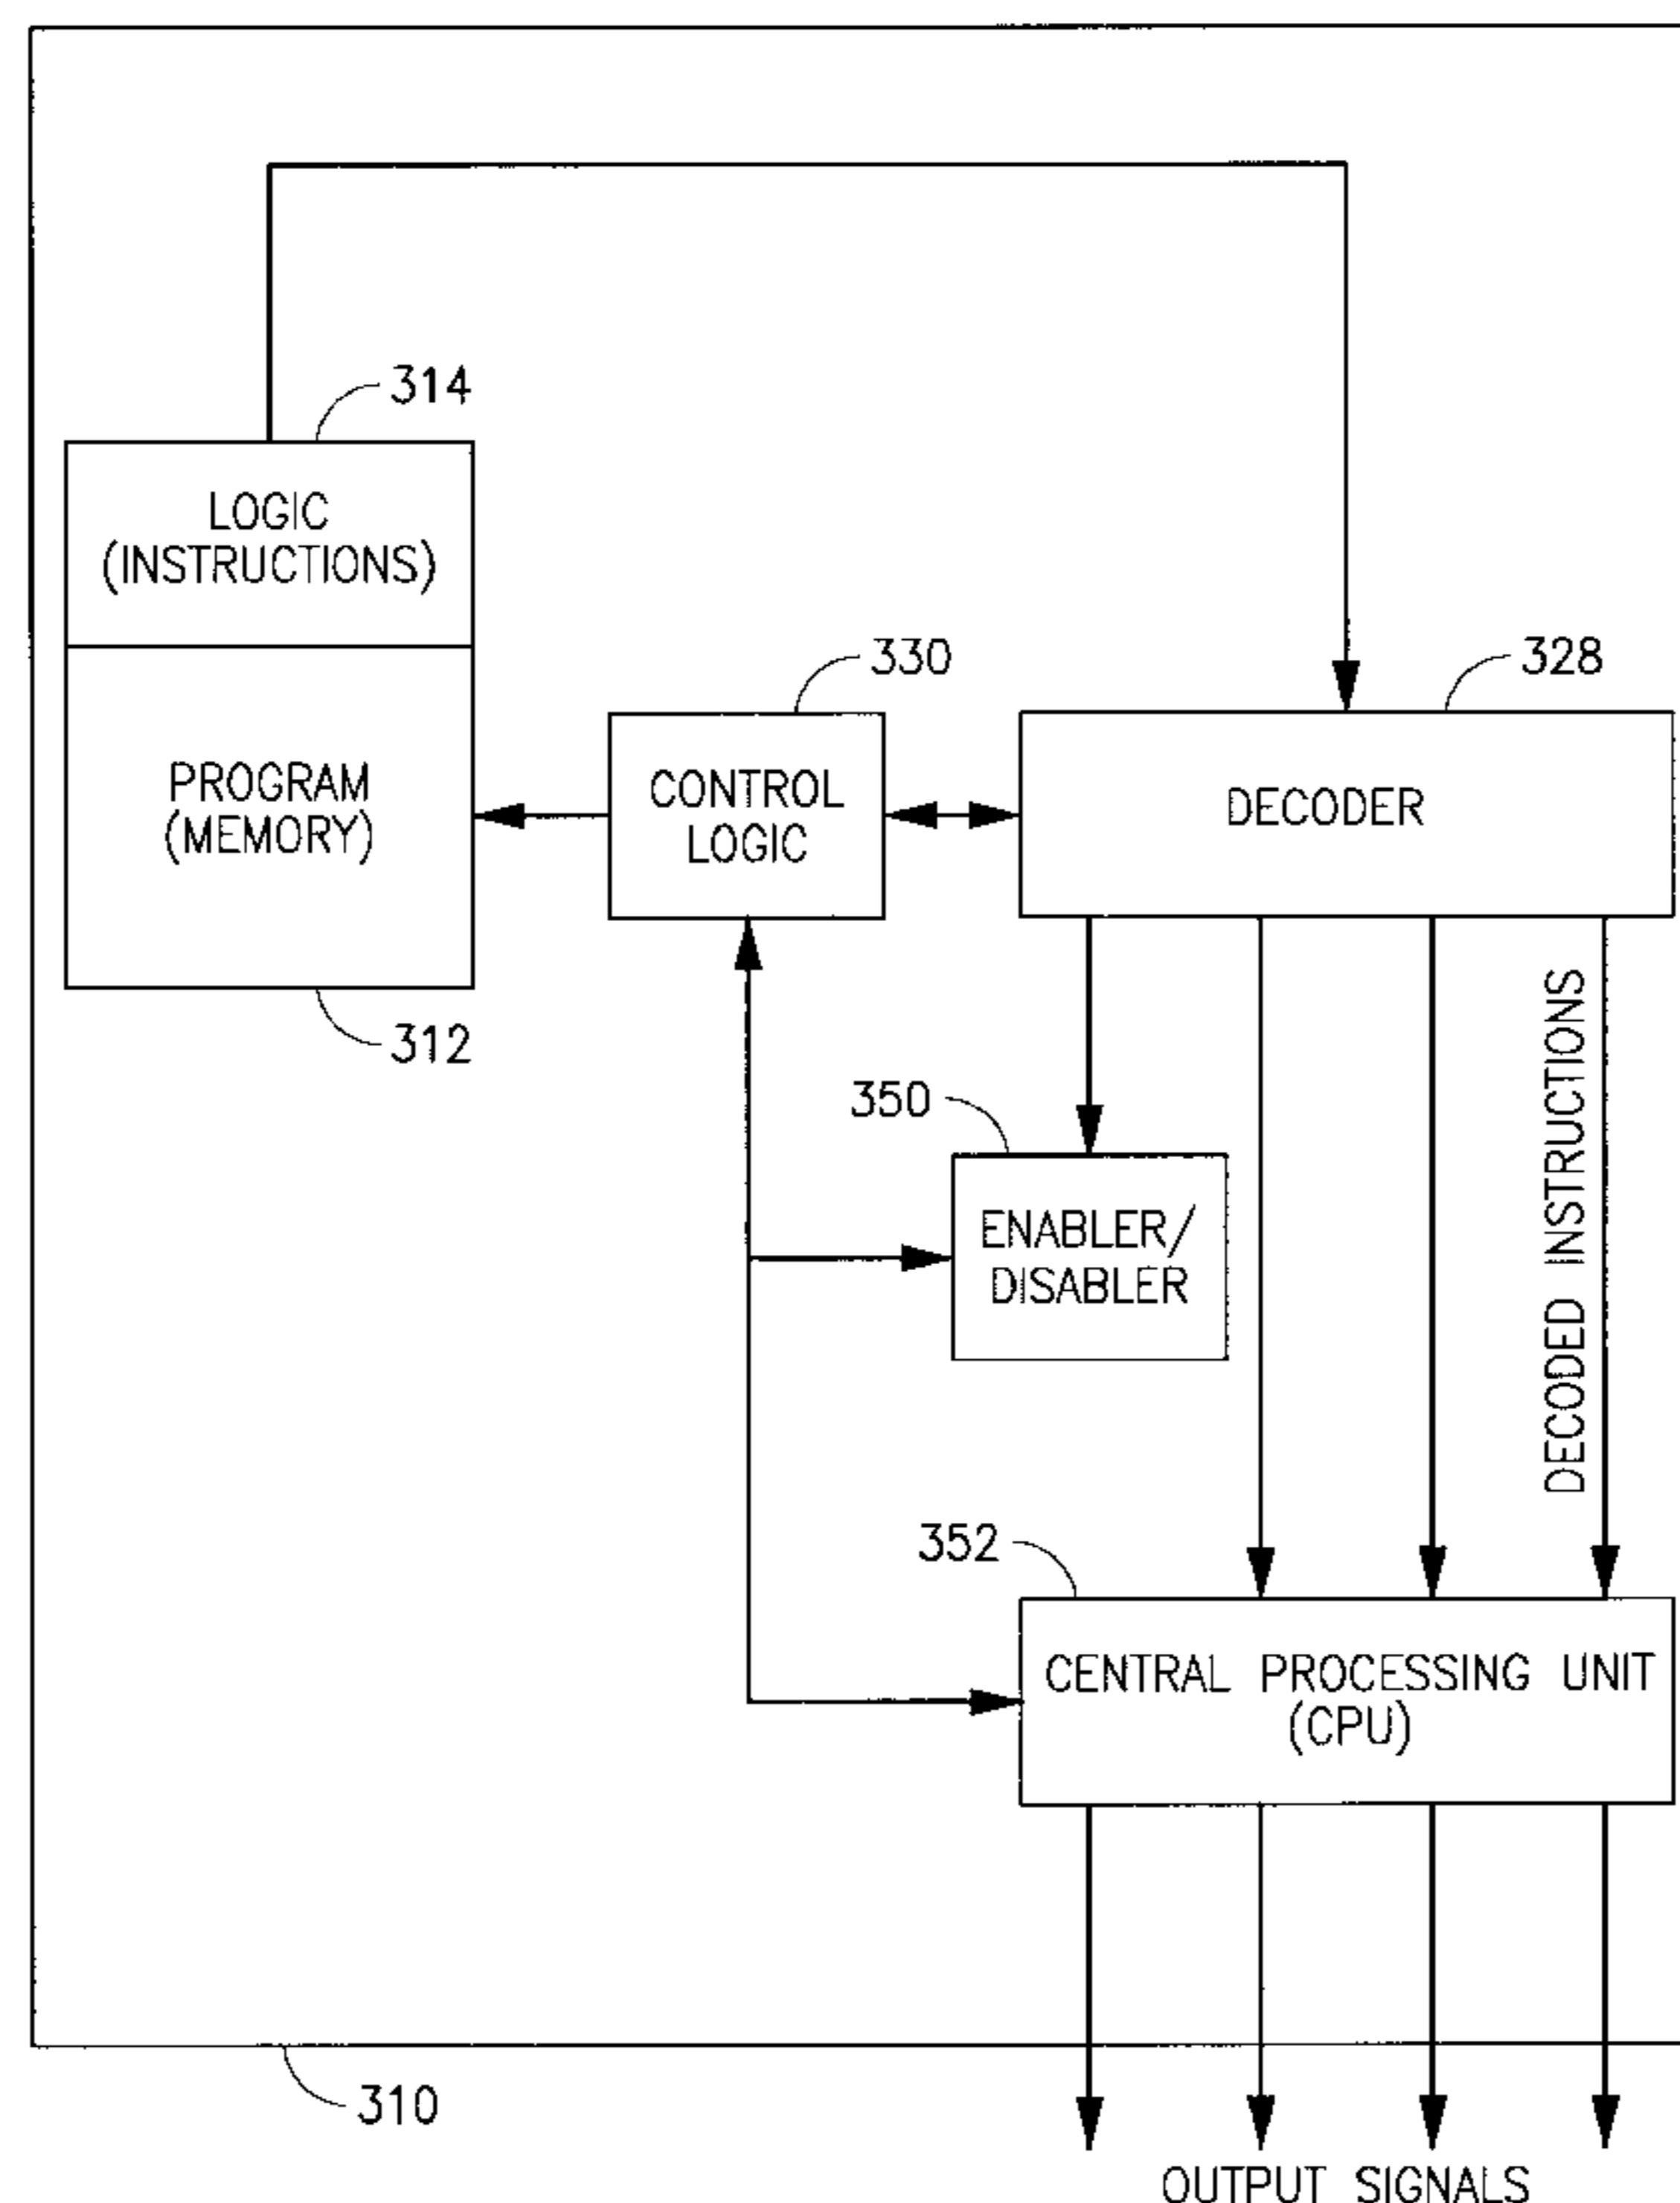 314
LOGIC
(INSTRUCTIONS)
330
328
PROGRAM
(MEMORY)
CONTROL
LOGIC
DECODER
312
350
ENABLER/
DISABLER
DECODED INSTRUCTIONS
352
CENTRAL PROCESSING UNIT
(CPU)
310
OUTPUT SIGNALS